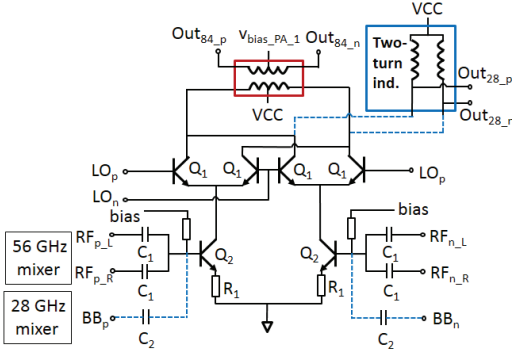 VCC
Out84_p Vbias_PA_1 Out84_n
Two-
turn
ind.
Out28_p
Out28_n
VCC
LOp Q1 Q1 Q1 Q1 LOp
LOn
bias bias
RFp_L C1 Q2 Q2 C1 RFn_L
56 GHz
mixer
RFp_R C1 R1 R1 C1 RFn_R
28 GHz
mixer
BBp C2 C2 BBn